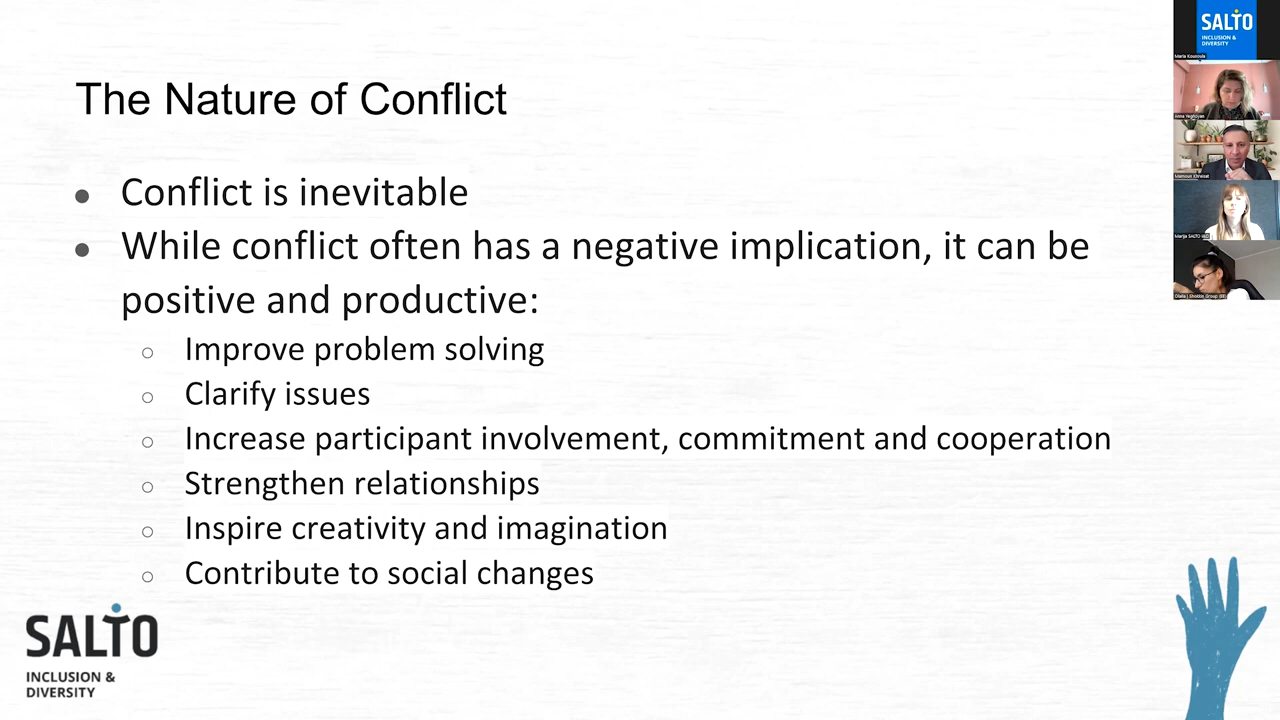 The Nature of Conflict
● Conflict is inevitable
● While conflict often has a negative implication, it can be
positive and productive:
○ Improve problem solving
○ Clarify issues
○ Increase participant involvement, commitment and cooperation
○ Strengthen relationships
○ Inspire creativity and imagination
○ Contribute to social changes
SALTO
INCLUSION &
DIVERSITY
SALTO
INCLUSION &
DIVERSITY
Maria Kousoula